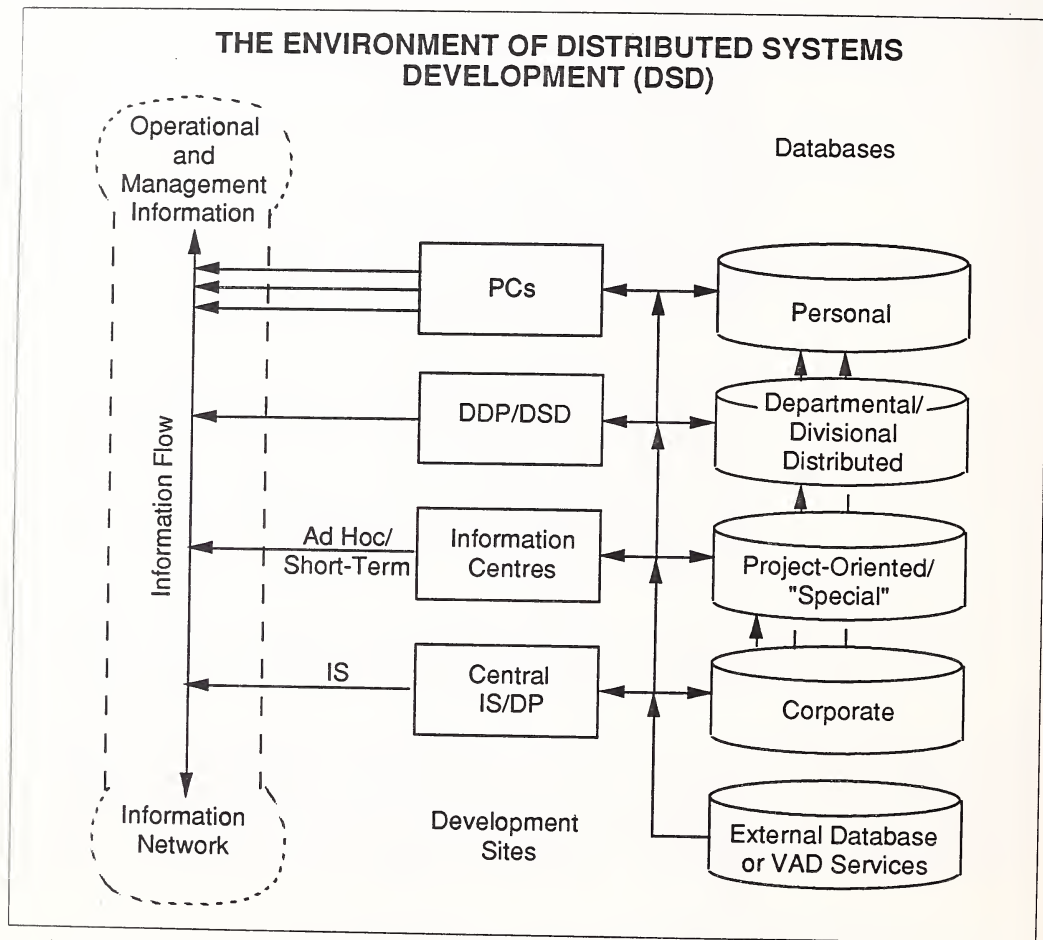 THE ENVIRONMENT OF DISTRIBUTED SYSTEMS
DEVELOPMENT (DSD)
Operational
and
Management
Information
Databases
PCs
Personal
DDP/DSD
Departmental/
Divisional
Distributed
Information Flow
Ad Hoc/
Short-Term
Information
Centres
Project-Oriented/
"Special"
IS
Central
IS/DP
Corporate
Information
Network
Development
Sites
External Database
or VAD Services